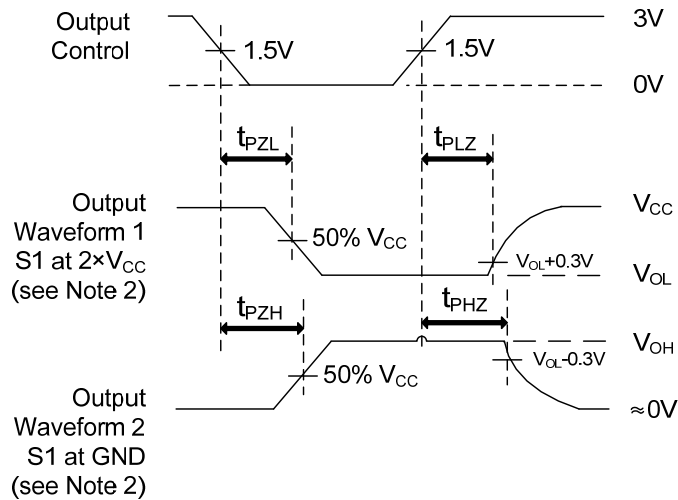 Output
Control
1.5V
1.5V
3V
0V
tPZL
tPLZ
Output
Waveform 1
S1 at 2×VCC
(see Note 2)
50% VCC
VCC
VOL+0.3V
VOL
tPZH
tPHZ
VOH
50% VCC
VOL-0.3V
Output
Waveform 2
S1 at GND
(see Note 2)
≈0V